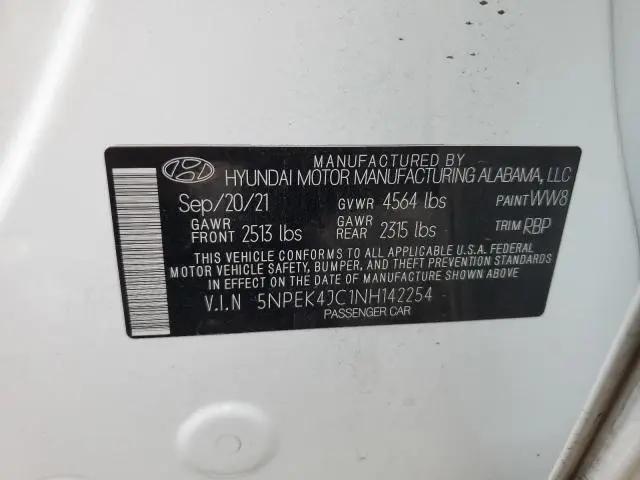 MANUFACTURED BY
HYUNDAI MOTOR MANUFACTURING ALABAMA, LLC
Sep/20/21 GVWR 4564 lbs PAINT WW8
GAWR FRONT 2513 lbs GAWR REAR 2315 lbs TRIM RBP
THIS VEHICLE CONFORMS TO ALL APPLICABLE U.S.A. FEDERAL
MOTOR VEHICLE SAFETY, BUMPER, AND THEFT PREVENTION STANDARDS
IN EFFECT ON THE DATE OF MANUFACTURE SHOWN ABOVE
V.I.N 5NPEK4JC1NH142254
PASSENGER CAR